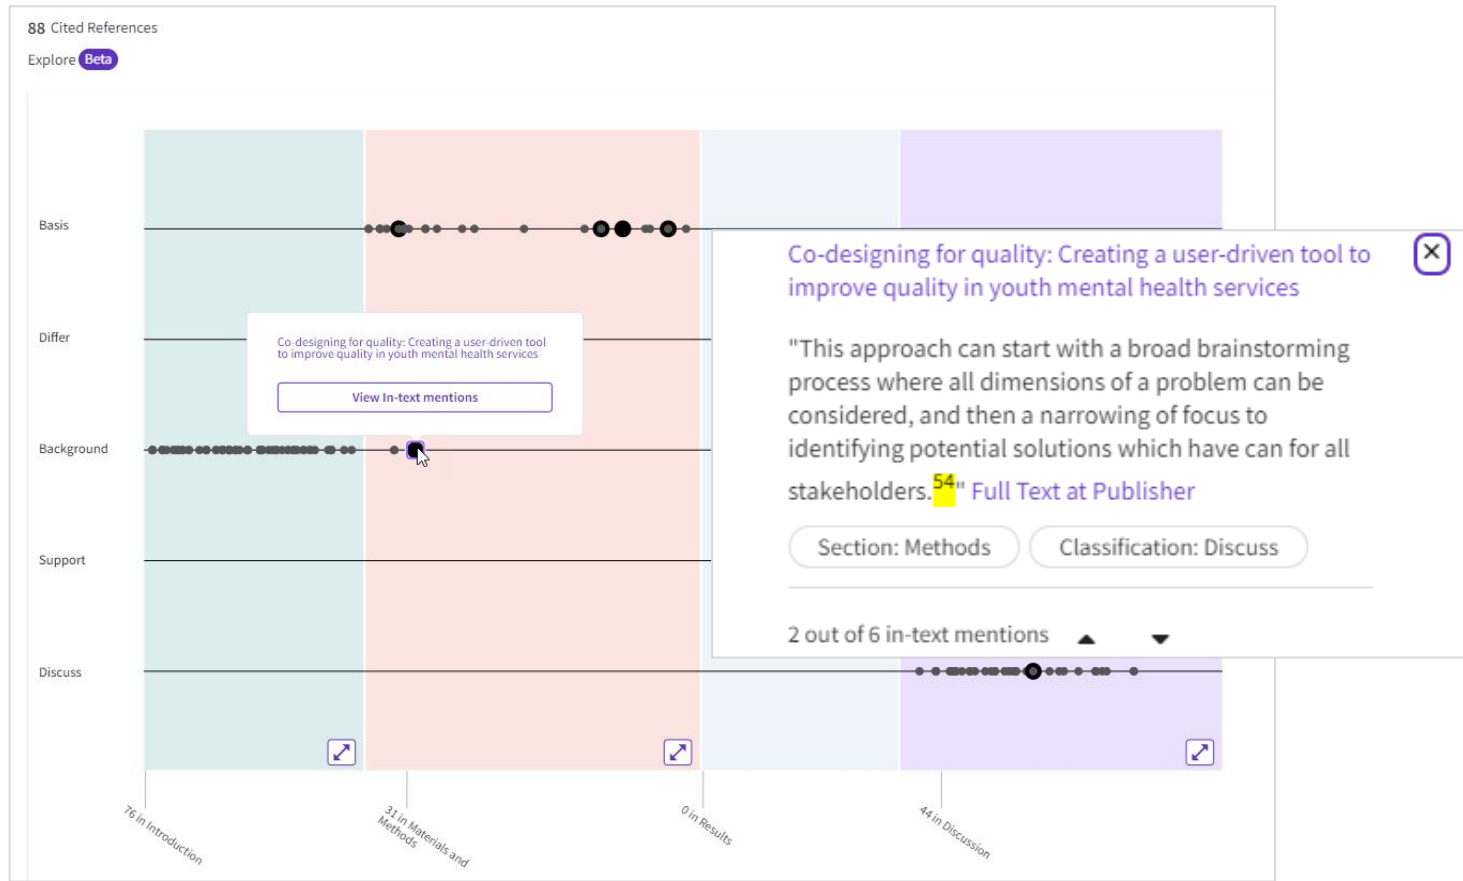 88 Cited References
Explore Beta
Basis
Differ
Background
Support
Discuss
Co-designing for quality: Creating a user-driven tool
to improve quality in youth mental health services
View In-text mentions
Co-designing for quality: Creating a user-driven tool to
improve quality in youth mental health services
"This approach can start with a broad brainstorming
process where all dimensions of a problem can be
considered, and then a narrowing of focus to
identifying potential solutions which have can for all
stakeholders.54" Full Text at Publisher
Section: Methods Classification: Discuss
2 out of 6 in-text mentions
76 in Introduction
31 in Materials and
Methods
0 in Results
44 in Discussion